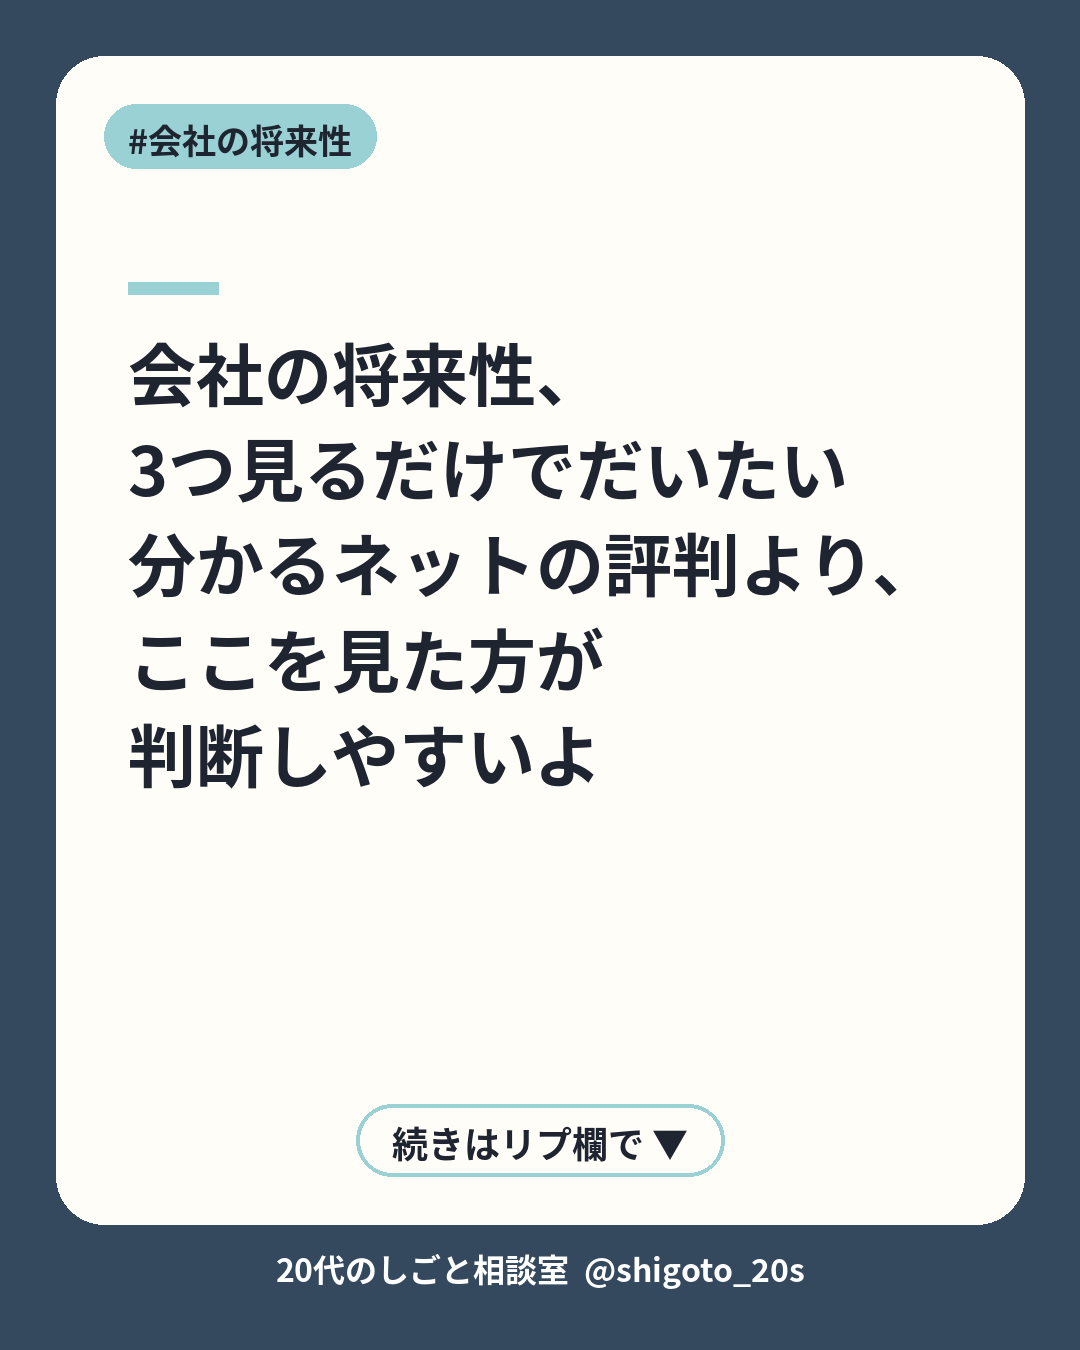 #会社の将来性
会社の将来性、
3つ見るだけでだいたい
分かるネットの評判より、
ここを見た方が
判断しやすいよ
続きはリプ欄で ▼
20代のしごと相談室 @shigoto_20s